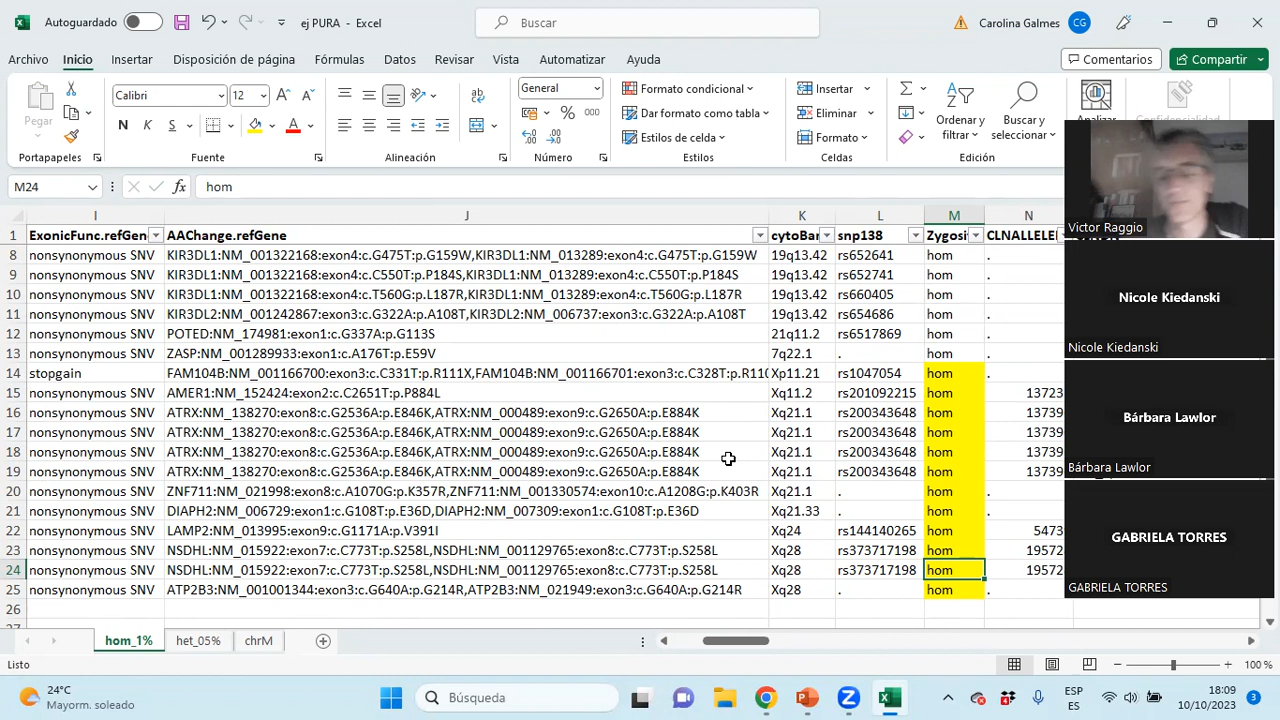 Autoguardado ej PURA - Excel Buscar Carolina Galmes CG
Archivo Inicio Insertar Disposición de página Fórmulas Datos Revisar Vista Automatizar Ayuda Comentarios Compartir
Calibri 12 General Formato condicional Insertar
Pegar Dar formato como tabla Eliminar Ordenar y filtrar Buscar y seleccionar Analizar
N K S % 000 Estilos de celda Formato
Portapapeles Fuente Alineación Número Estilos Celdas Edición Confidencialidad
M24 fx hom
I J K L M N
1 ExonicFunc.refGen AAChange.refGene cytoBar snp138 Zygosit CLNALLELEI
8 nonsynonymous SNV KIR3DL1:NM_001322168:exon4:c.G475T:p.G159W,KIR3DL1:NM_013289:exon4:c.G475T:p.G159W 19q13.42 rs652641 hom .
9 nonsynonymous SNV KIR3DL1:NM_001322168:exon4:c.C550T:p.P184S,KIR3DL1:NM_013289:exon4:c.C550T:p.P184S 19q13.42 rs652741 hom .
10 nonsynonymous SNV KIR3DL1:NM_001322168:exon4:c.T560G:p.L187R,KIR3DL1:NM_013289:exon4:c.T560G:p.L187R 19q13.42 rs660405 hom .
11 nonsynonymous SNV KIR3DL2:NM_001242867:exon3:c.G322A:p.A108T,KIR3DL2:NM_006737:exon3:c.G322A:p.A108T 19q13.42 rs654686 hom .
12 nonsynonymous SNV POTED:NM_174981:exon1:c.G337A:p.G113S 21q11.2 rs6517869 hom .
13 nonsynonymous SNV ZASP:NM_001289933:exon1:c.A176T:p.E59V 7q22.1 . hom .
14 stopgain FAM104B:NM_001166700:exon3:c.C331T:p.R111X,FAM104B:NM_001166701:exon3:c.C328T:p.R110 Xp11.21 rs1047054 hom .
15 nonsynonymous SNV AMER1:NM_152424:exon2:c.C2651T:p.P884L Xq11.2 rs201092215 hom 13723
16 nonsynonymous SNV ATRX:NM_138270:exon8:c.G2536A:p.E846K,ATRX:NM_000489:exon9:c.G2650A:p.E884K Xq21.1 rs200343648 hom 13739
17 nonsynonymous SNV ATRX:NM_138270:exon8:c.G2536A:p.E846K,ATRX:NM_000489:exon9:c.G2650A:p.E884K Xq21.1 rs200343648 hom 13739
18 nonsynonymous SNV ATRX:NM_138270:exon8:c.G2536A:p.E846K,ATRX:NM_000489:exon9:c.G2650A:p.E884K Xq21.1 rs200343648 hom 13739
19 nonsynonymous SNV ATRX:NM_138270:exon8:c.G2536A:p.E846K,ATRX:NM_000489:exon9:c.G2650A:p.E884K Xq21.1 rs200343648 hom 13739
20 nonsynonymous SNV ZNF711:NM_021998:exon8:c.A1070G:p.K357R,ZNF711:NM_001330574:exon10:c.A1208G:p.K403R Xq21.1 . hom .
21 nonsynonymous SNV DIAPH2:NM_006729:exon1:c.G108T:p.E36D,DIAPH2:NM_007309:exon1:c.G108T:p.E36D Xq21.33 . hom .
22 nonsynonymous SNV LAMP2:NM_013995:exon9:c.G1171A:p.V391I Xq24 rs144140265 hom 5473
23 nonsynonymous SNV NSDHL:NM_015922:exon7:c.C773T:p.S258L,NSDHL:NM_001129765:exon8:c.C773T:p.S258L Xq28 rs373717198 hom 19572
24 nonsynonymous SNV NSDHL:NM_015922:exon7:c.C773T:p.S258L,NSDHL:NM_001129765:exon8:c.C773T:p.S258L Xq28 rs373717198 hom 19572
25 nonsynonymous SNV ATP2B3:NM_001001344:exon3:c.G640A:p.G214R,ATP2B3:NM_021949:exon3:c.G640A:p.G214R Xq28 . hom .
26
27
Victor Raggio
Nicole Kiedanski
Nicole Kiedanski
Bárbara Lawlor
Bárbara Lawlor
GABRIELA TORRES
GABRIELA TORRES
hom_1% het_05% chrM
Listo 100 %
24°C
Mayorm. soleado
Búsqueda
ESP
ES
18:09
10/10/2023
3